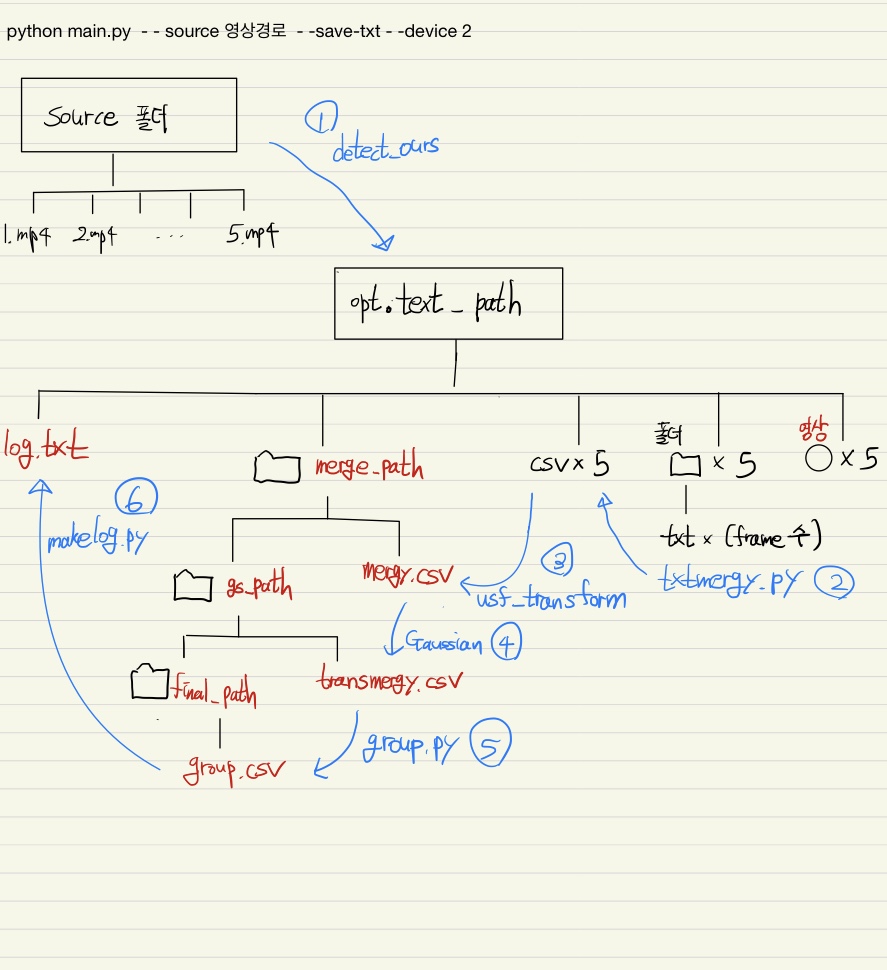 python main.py - - source 영상경로 - -save-txt - -device 2
Source 폴더
①
detect_ours
1.mp4 2.mp4 ... 5.mp4
opt.text_path
log.txt
merge_path
csv x 5
폴더
x 5
영상
x 5
⑥
makelog.py
txt x (frame 수)
gs_path
mergy.csv
③
usf_transform
txtmergy.py ②
Gaussian ④
final_path
transmergy.csv
group.py ⑤
group.csv